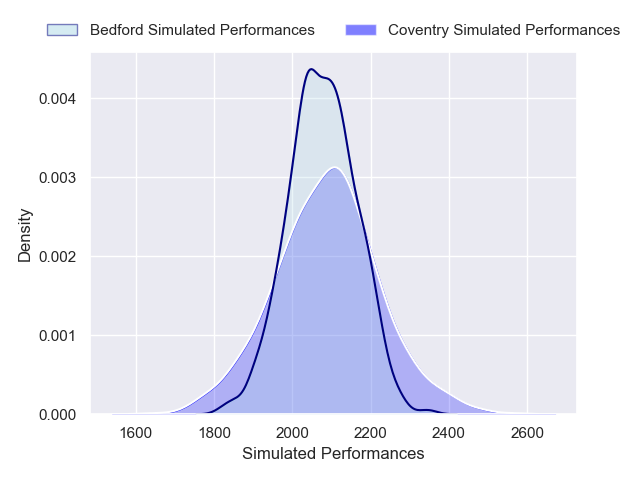 Bedford Simulated Performances
Coventry Simulated Performances
0.004
0.003
0.002
0.001
0.000
Density
1600 1800 2000 2200 2400 2600
Simulated Performances